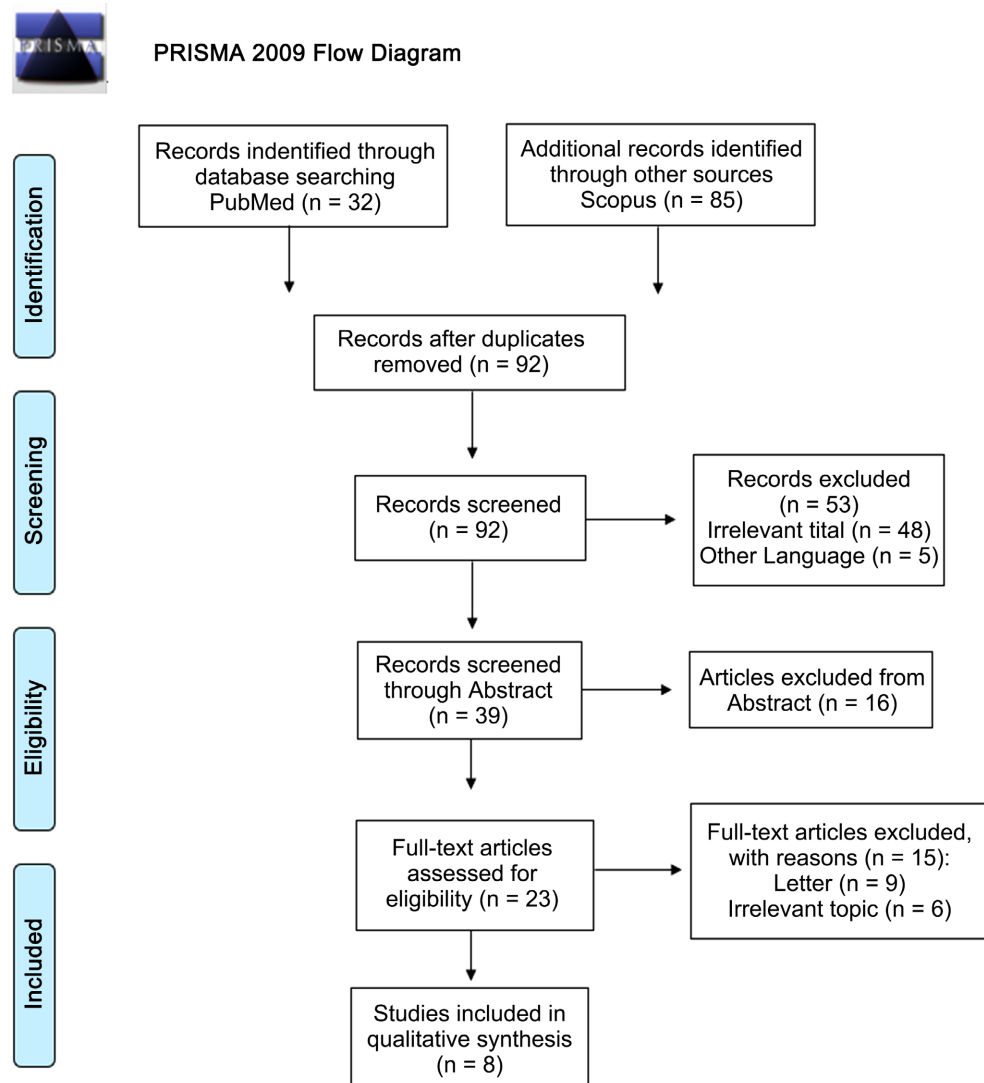 PRISMA
PRISMA 2009 Flow Diagram
Identification
Records indentified through
database searching
PubMed (n = 32)
Additional records identified
through other sources
Scopus (n = 85)
Records after duplicates
removed (n = 92)
Screening
Records screened
(n = 92)
Records excluded
(n = 53)
Irrelevant tital (n = 48)
Other Language (n = 5)
Eligibility
Records screened
through Abstract
(n = 39)
Articles excluded from
Abstract (n = 16)
Full-text articles
assessed for
eligibility (n = 23)
Full-text articles excluded,
with reasons (n = 15):
Letter (n = 9)
Irrelevant topic (n = 6)
Included
Studies included in
qualitative synthesis
(n = 8)